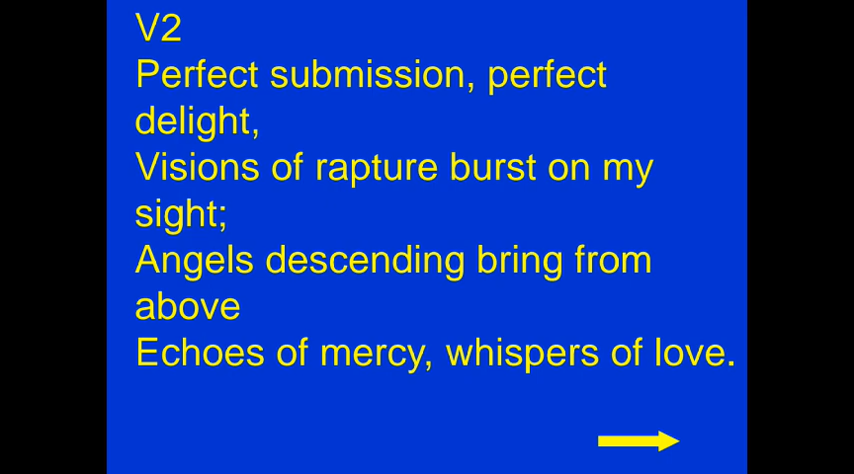 V2
Perfect submission, perfect
delight,
Visions of rapture burst on my
sight;
Angels descending bring from
above
Echoes of mercy, whispers of love.